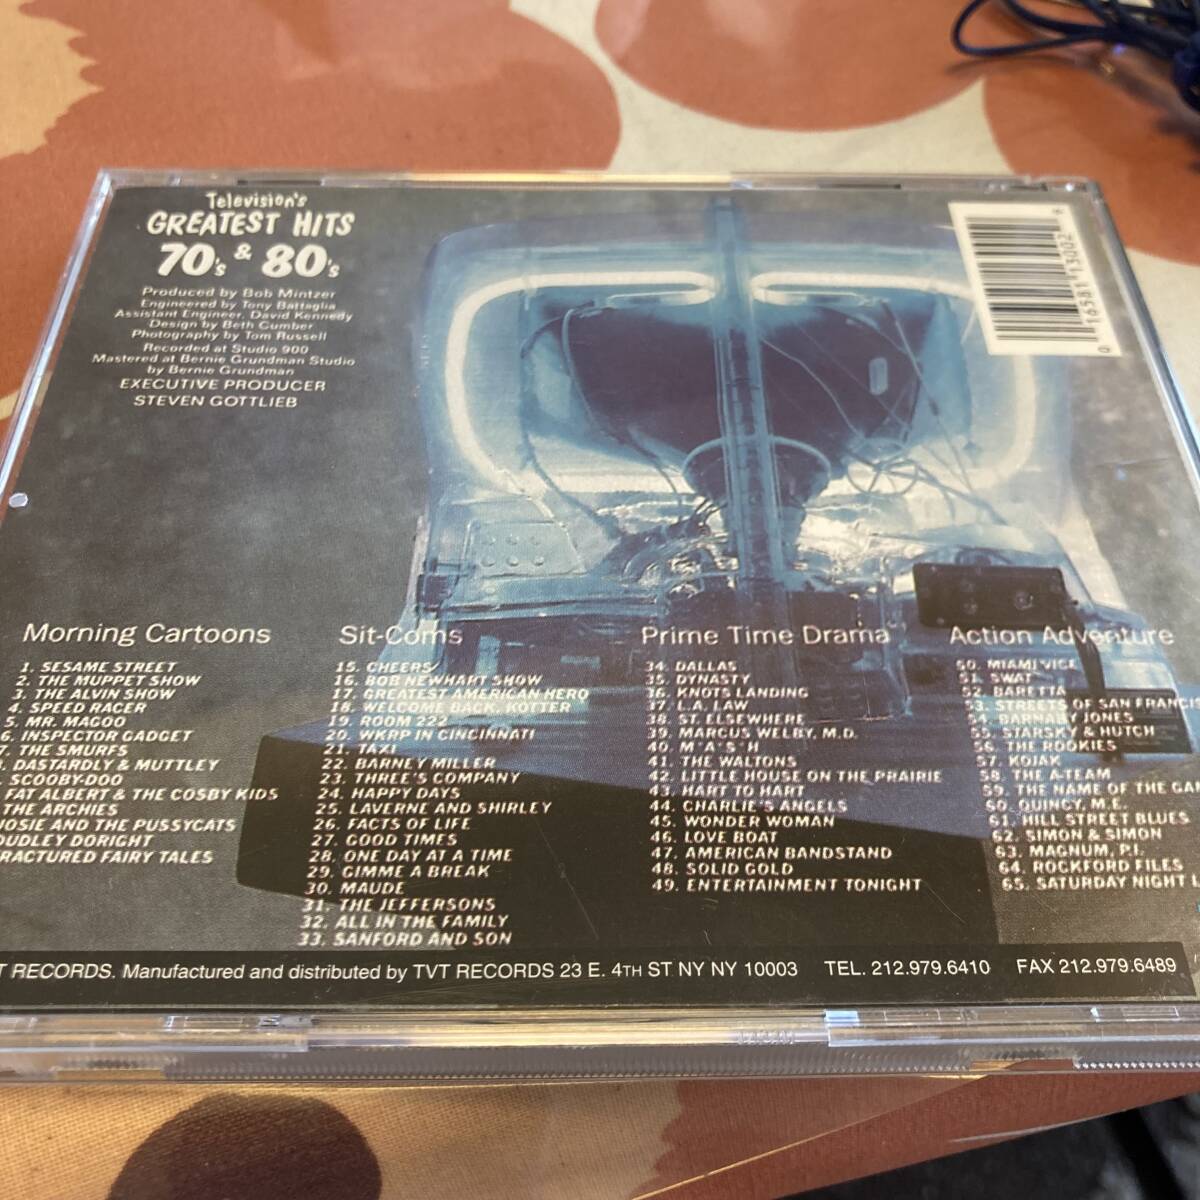 Television's
GREATEST HITS
70's & 80's
Produced by Bob Mintzer
Engineered by Tony Battaglia
Assistant Engineer, David Kennedy
Design by Beth Cumber
Photography by Tom Russell
Recorded at Studio 900
Mastered at Bernie Grundman Studio
by Bernie Grundman
EXECUTIVE PRODUCER
STEVEN GOTTLIEB
0 16581 13002 9
Morning Cartoons
1. SESAME STREET
2. THE MUPPET SHOW
3. THE ALVIN SHOW
4. SPEED RACER
5. MR. MAGOO
6. INSPECTOR GADGET
7. THE SMURFS
. DASTARDLY & MUTTLEY
. SCOOBY-DOO
FAT ALBERT & THE COSBY KIDS
THE ARCHIES
JOSIE AND THE PUSSYCATS
DUDLEY DORIGHT
FRACTURED FAIRY TALES
Sit-Coms
15. CHEERS
16. BOB NEWHART SHOW
17. GREATEST AMERICAN HERO
18. WELCOME BACK, KOTTER
19. ROOM 222
20. WKRP IN CINCINNATI
21. TAXI
22. BARNEY MILLER
23. THREE'S COMPANY
24. HAPPY DAYS
25. LAVERNE AND SHIRLEY
26. FACTS OF LIFE
27. GOOD TIMES
28. ONE DAY AT A TIME
29. GIMME A BREAK
30. MAUDE
31. THE JEFFERSONS
32. ALL IN THE FAMILY
33. SANFORD AND SON
Prime Time Drama
34. DALLAS
35. DYNASTY
36. KNOTS LANDING
37. L.A. LAW
38. ST. ELSEWHERE
39. MARCUS WELBY, M.D.
40. M*A*S*H
41. THE WALTONS
42. LITTLE HOUSE ON THE PRAIRIE
43. HART TO HART
44. CHARLIE'S ANGELS
45. WONDER WOMAN
46. LOVE BOAT
47. AMERICAN BANDSTAND
48. SOLID GOLD
49. ENTERTAINMENT TONIGHT
Action Adventure
50. MIAMI VICE
51. SWAT
52. BARETTA
53. STREETS OF SAN FRANCIS
54. BARNABY JONES
55. STARSKY & HUTCH
56. THE ROOKIES
57. KOJAK
58. THE A-TEAM
59. THE NAME OF THE GA
60. QUINCY, M.E.
61. HILL STREET BLUES
62. SIMON & SIMON
63. MAGNUM, P.I.
64. ROCKFORD FILES
65. SATURDAY NIGHT L
T RECORDS. Manufactured and distributed by TVT RECORDS 23 E. 4TH ST NY NY 10003 TEL. 212.979.6410 FAX 212.979.6489